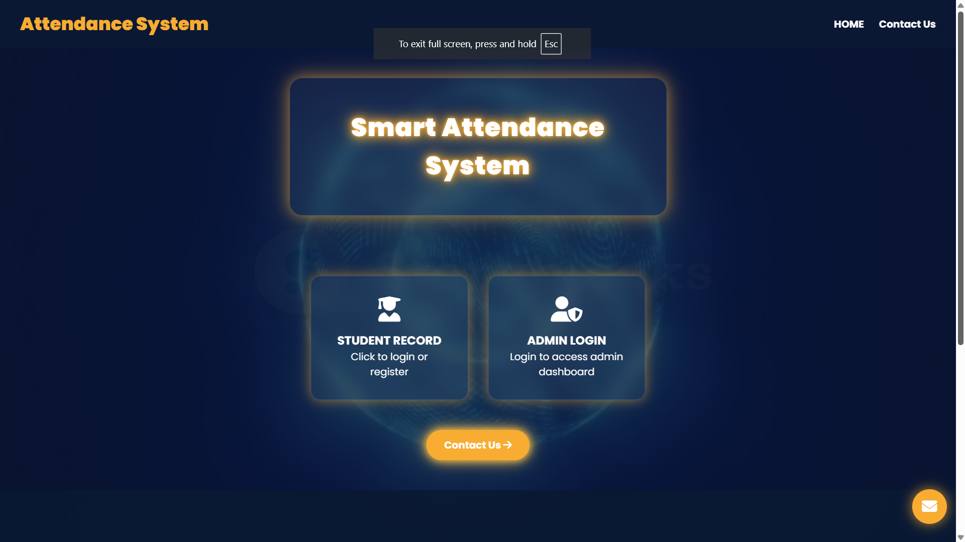 Attendance System
HOME
Contact Us
To exit full screen, press and hold Esc
Smart Attendance
System
STUDENT RECORD
Click to login or
register
ADMIN LOGIN
Login to access admin
dashboard
Contact Us